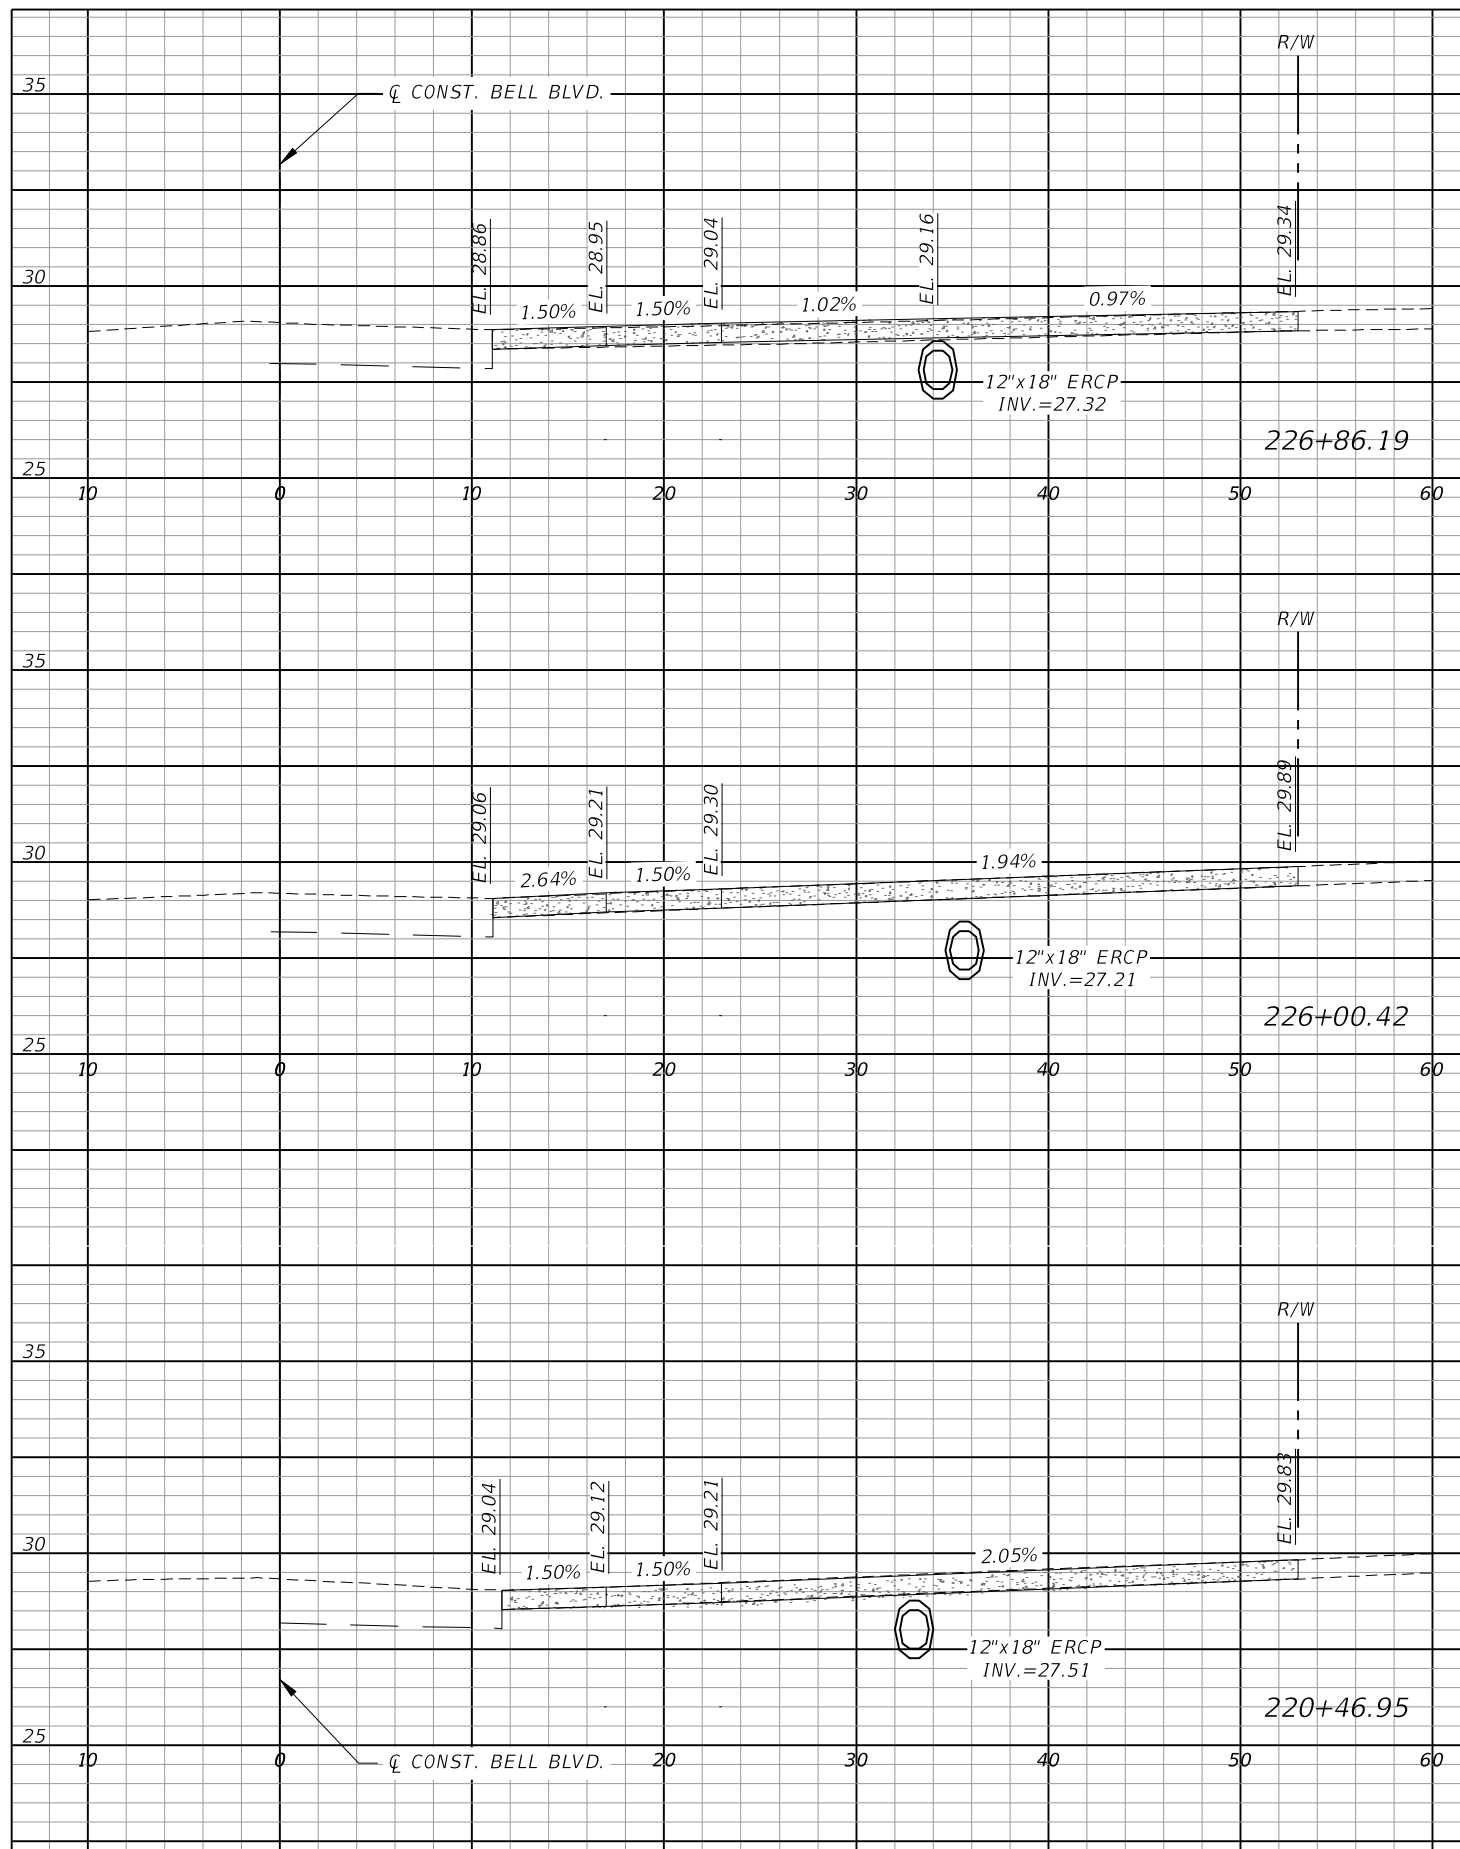 R/W
35
℄ CONST. BELL BLVD.
EL. 28.86
EL. 28.95
EL. 29.04
EL. 29.16
EL. 29.34
30
1.50%
1.50%
1.02%
0.97%
12"x18" ERCP
INV.=27.32
226+86.19
25
10 0 10 20 30 40 50 60
R/W
35
EL. 29.06
EL. 29.21
EL. 29.30
EL. 29.89
30
2.64%
1.50%
1.94%
12"x18" ERCP
INV.=27.21
226+00.42
25
10 0 10 20 30 40 50 60
R/W
35
EL. 29.04
EL. 29.12
EL. 29.21
EL. 29.83
30
1.50%
1.50%
2.05%
12"x18" ERCP
INV.=27.51
220+46.95
25
10 0 20 30 40 50 60
℄ CONST. BELL BLVD.